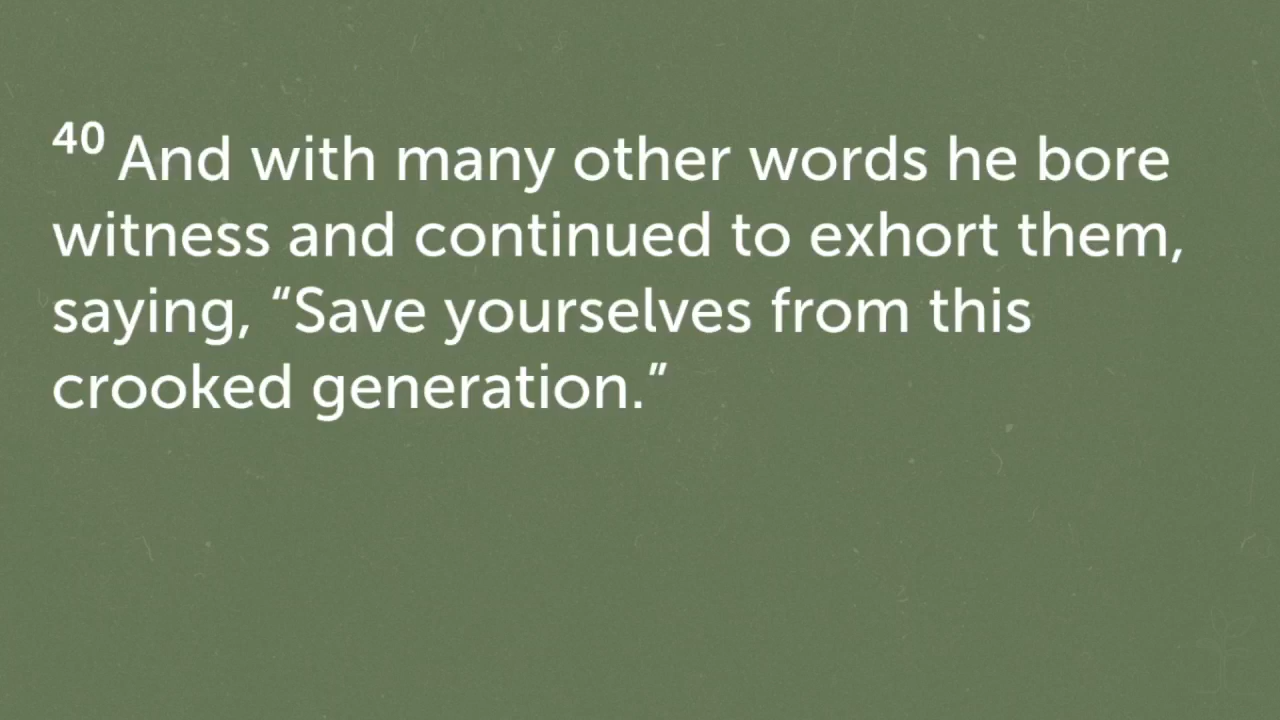 40 And with many other words he bore
witness and continued to exhort them,
saying, “Save yourselves from this
crooked generation.”